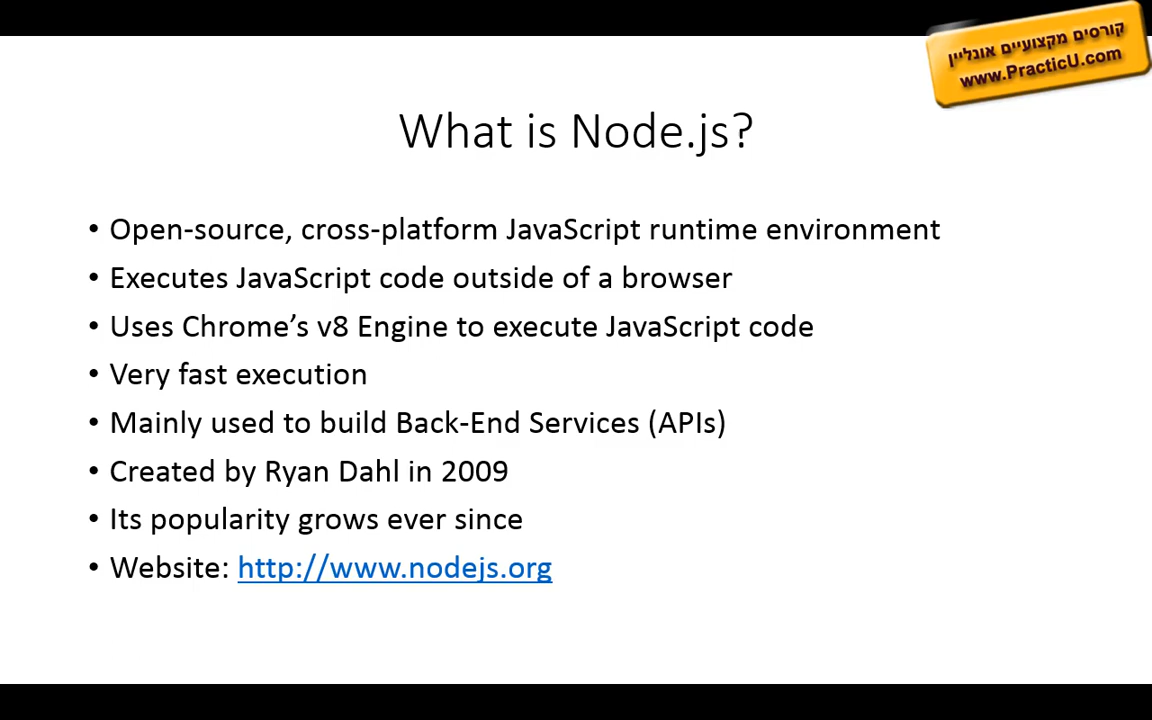 קורסים מקצועיים אונליין
www.PracticU.com
What is Node.js?
• Open-source, cross-platform JavaScript runtime environment
• Executes JavaScript code outside of a browser
• Uses Chrome’s v8 Engine to execute JavaScript code
• Very fast execution
• Mainly used to build Back-End Services (APIs)
• Created by Ryan Dahl in 2009
• Its popularity grows ever since
• Website: http://www.nodejs.org